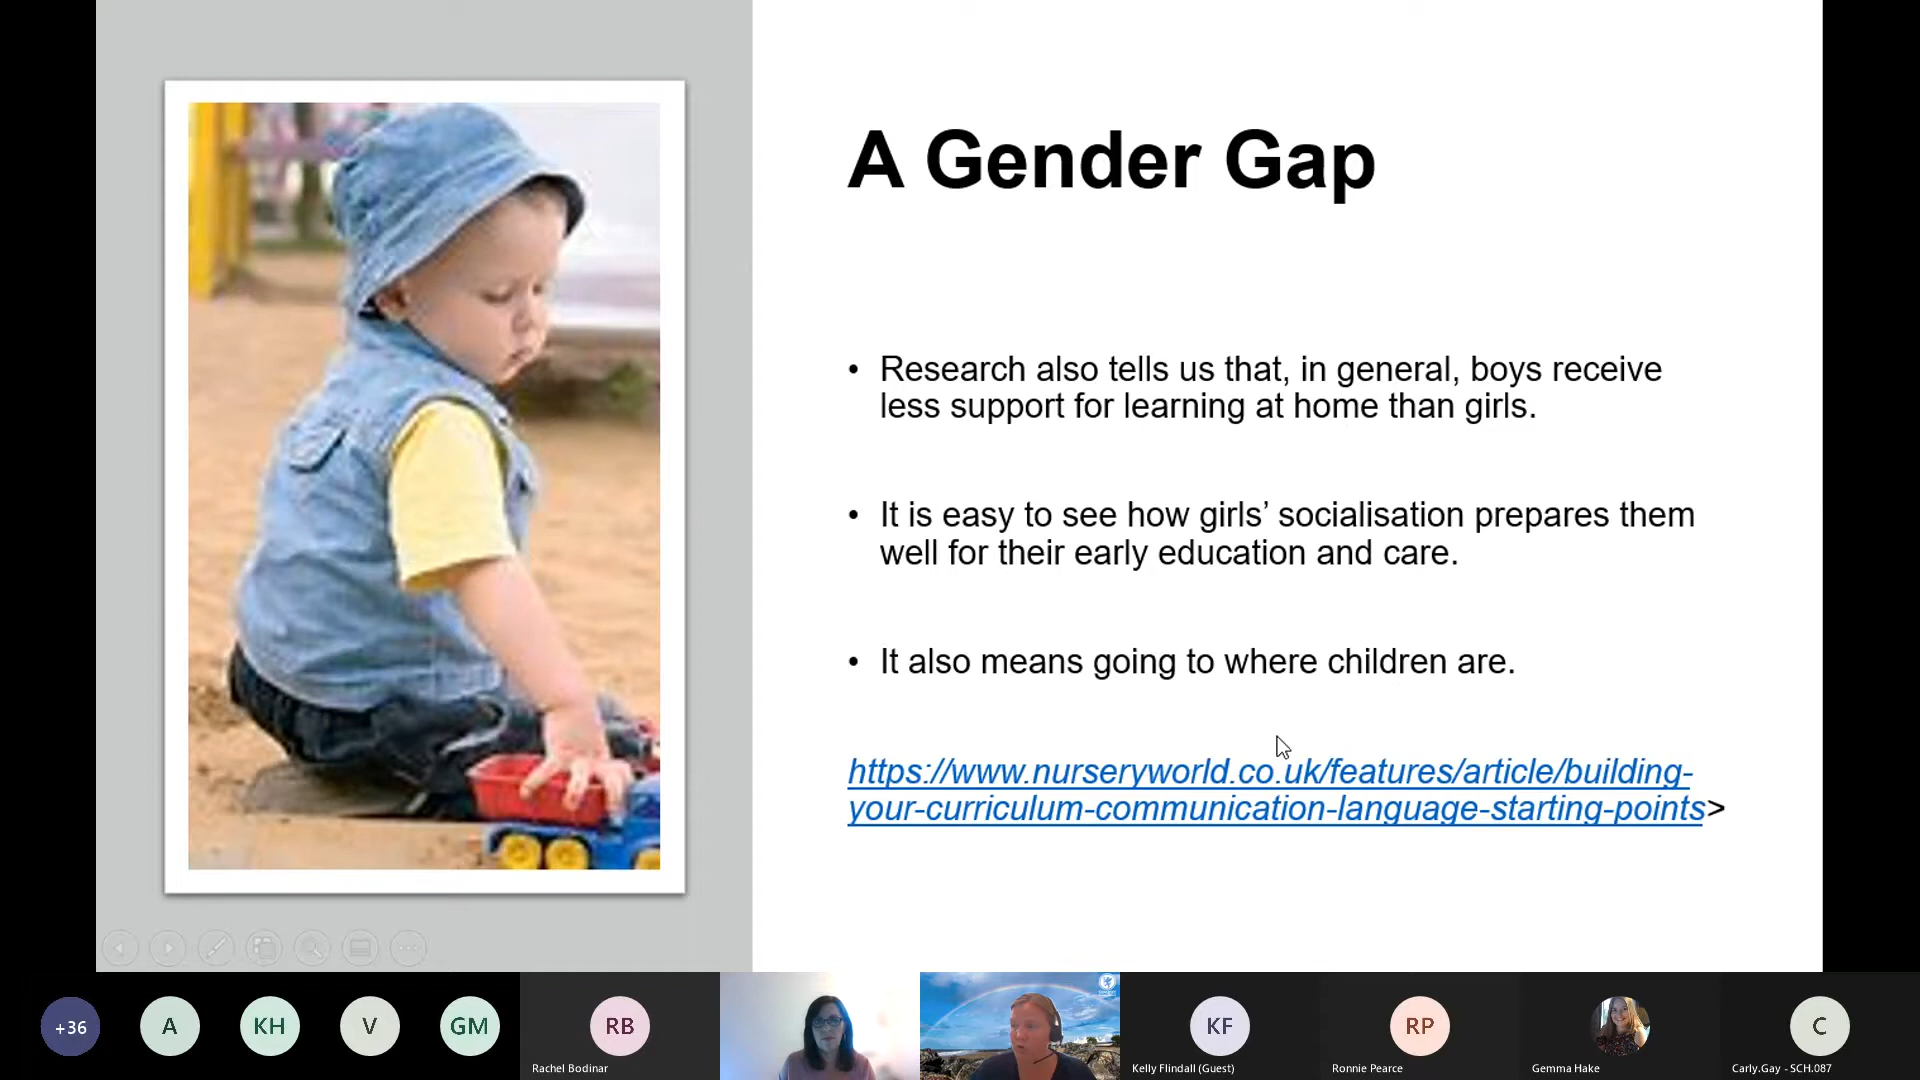 A Gender Gap
• Research also tells us that, in general, boys receive
less support for learning at home than girls.
• It is easy to see how girls’ socialisation prepares them
well for their early education and care.
• It also means going to where children are.
https://www.nurseryworld.co.uk/features/article/building-
your-curriculum-communication-language-starting-points>
+36
A
KH
V
GM
RB
KF
RP
C
Rachel Bodinar
Kelly Flindall (Guest)
Ronnie Pearce
Gemma Hake
Carly.Gay - SCH.087